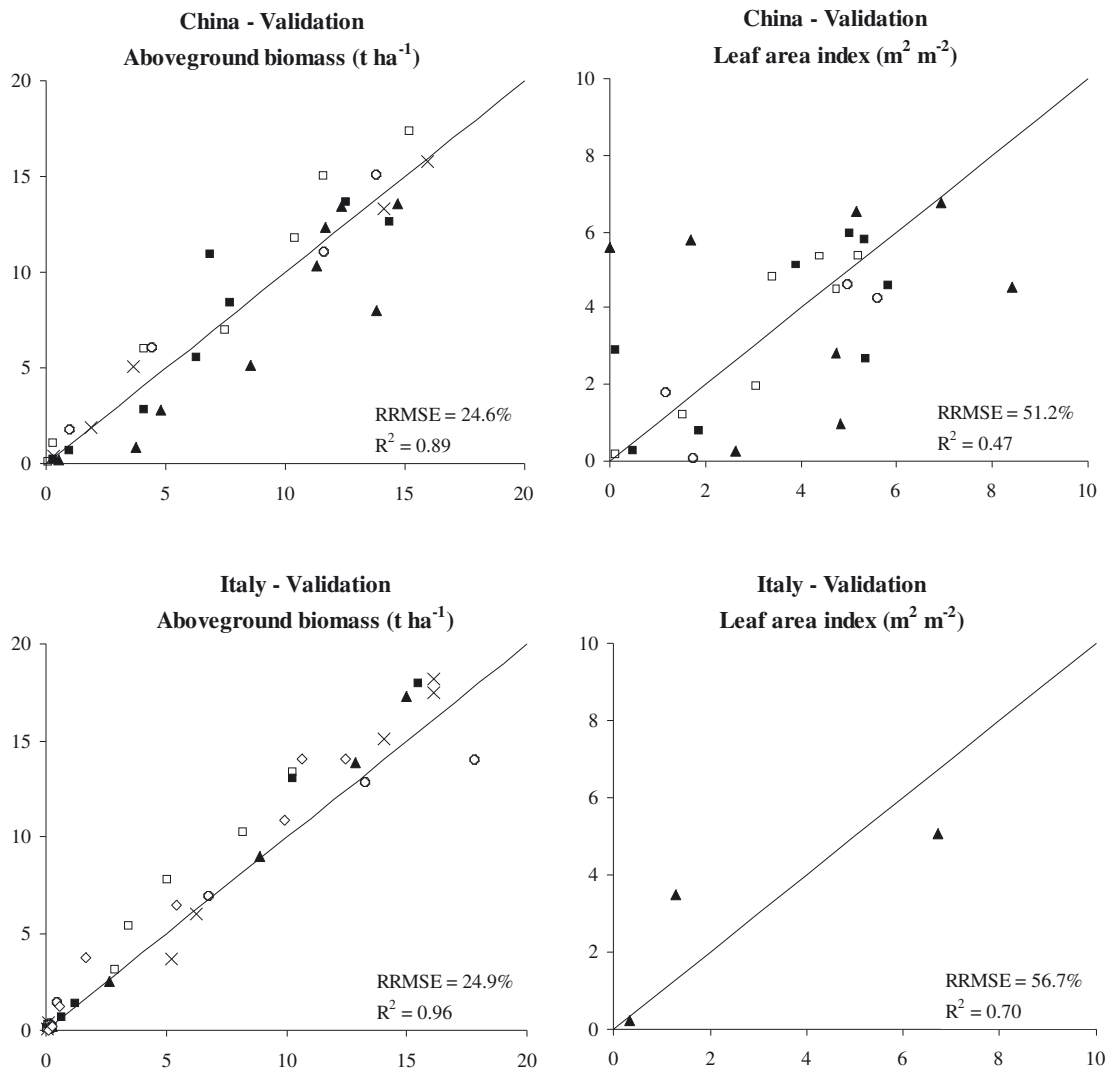 China - Validation
Aboveground biomass (t ha⁻¹)
20
15
10
5
0
0 5 10 15 20
RRMSE = 24.6%
R² = 0.89
China - Validation
Leaf area index (m² m⁻²)
10
8
6
4
2
0
0 2 4 6 8 10
RRMSE = 51.2%
R² = 0.47
Italy - Validation
Aboveground biomass (t ha⁻¹)
20
15
10
5
0
0 5 10 15 20
RRMSE = 24.9%
R² = 0.96
Italy - Validation
Leaf area index (m² m⁻²)
10
8
6
4
2
0
0 2 4 6 8 10
RRMSE = 56.7%
R² = 0.70